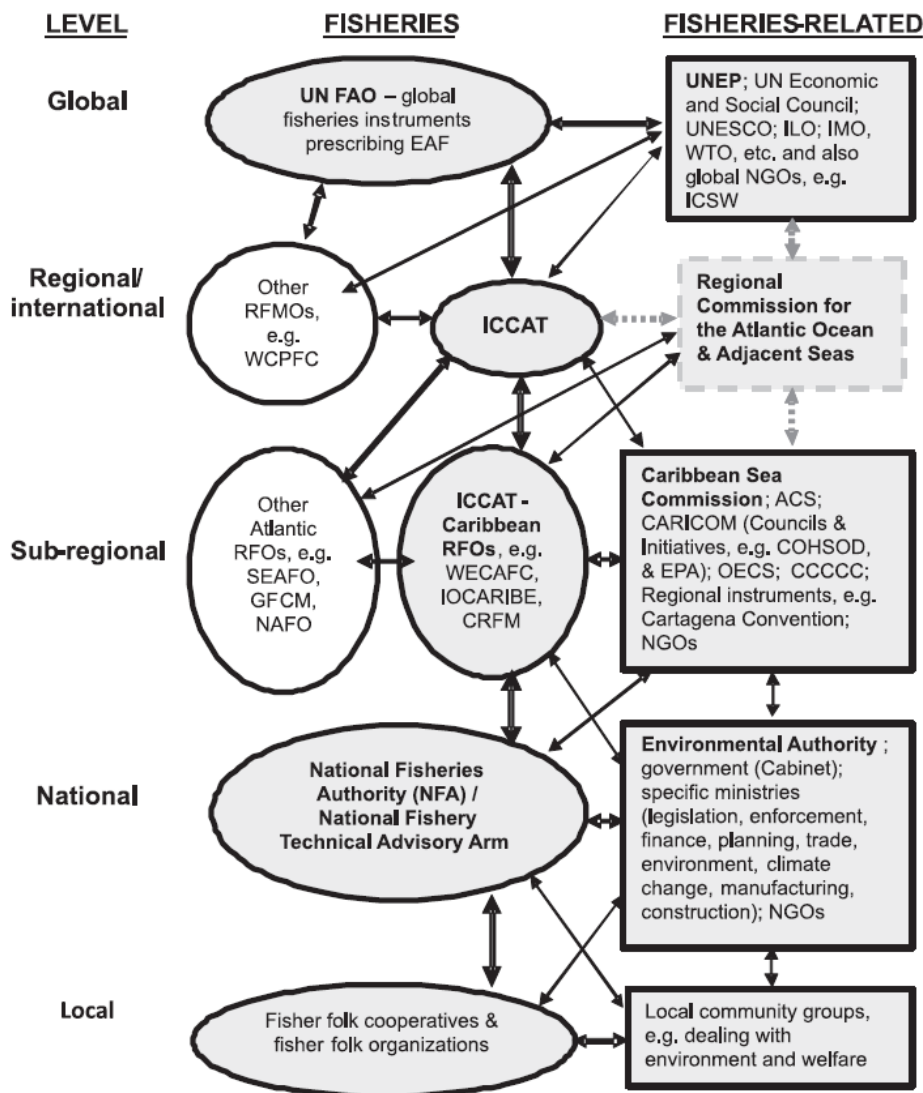 LEVEL
FISHERIES
FISHERIES-RELATED
Global
UN FAO – global
fisheries instruments
prescribing EAF
UNEP; UN Economic
and Social Council;
UNESCO; ILO; IMO,
WTO, etc. and also
global NGOs, e.g.
ICSW
Regional/
international
Other
RFMOs,
e.g.
WCPFC
ICCAT
Regional
Commission for
the Atlantic Ocean
& Adjacent Seas
Sub-regional
Other
Atlantic
RFOs, e.g.
SEAFO,
GFCM,
NAFO
ICCAT -
Caribbean
RFOs, e.g.
WECAFC,
IOCARIBE,
CRFM
Caribbean Sea
Commission; ACS;
CARICOM (Councils &
Initiatives, e.g. COHSOD,
& EPA); OECS; CCCCC;
Regional instruments, e.g.
Cartagena Convention;
NGOs
National
National Fisheries
Authority (NFA) /
National Fishery
Technical Advisory Arm
Environmental Authority ;
government (Cabinet);
specific ministries
(legislation, enforcement,
finance, planning, trade,
environment, climate
change, manufacturing,
construction); NGOs
Local
Fisher folk cooperatives &
fisher folk organizations
Local community groups,
e.g. dealing with
environment and welfare